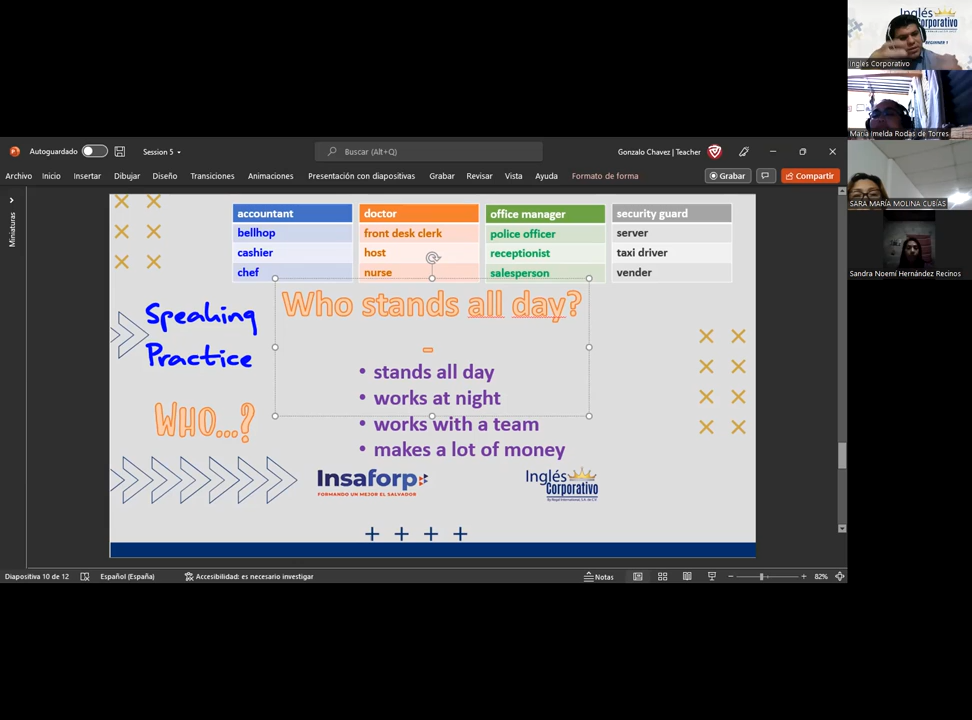 Autoguardado
Session 5
Buscar (Alt+Q)
Gonzalo Chavez | Teacher
Archivo Inicio Insertar Dibujar Diseño Transiciones Animaciones Presentación con diapositivas Grabar Revisar Vista Ayuda Formato de forma
Grabar
Compartir
Miniaturas
accountant doctor office manager security guard
bellhop front desk clerk police officer server
cashier host receptionist taxi driver
chef nurse salesperson vender
Who stands all day?
-
Speaking
Practice
WHO...?
• stands all day
• works at night
• works with a team
• makes a lot of money
Insaforp
FORMANDO UN MEJOR EL SALVADOR
Inglés
Corporativo
Diapositiva 10 de 12
Español (España)
Accesibilidad: es necesario investigar
Notas
82%
Inglés
Corporativo
BEGINNER 1
Inglés Corporativo
María Imelda Rodas de Torres
SARA MARÍA MOLINA CUBÍAS
Sandra Noemí Hernández Recinos